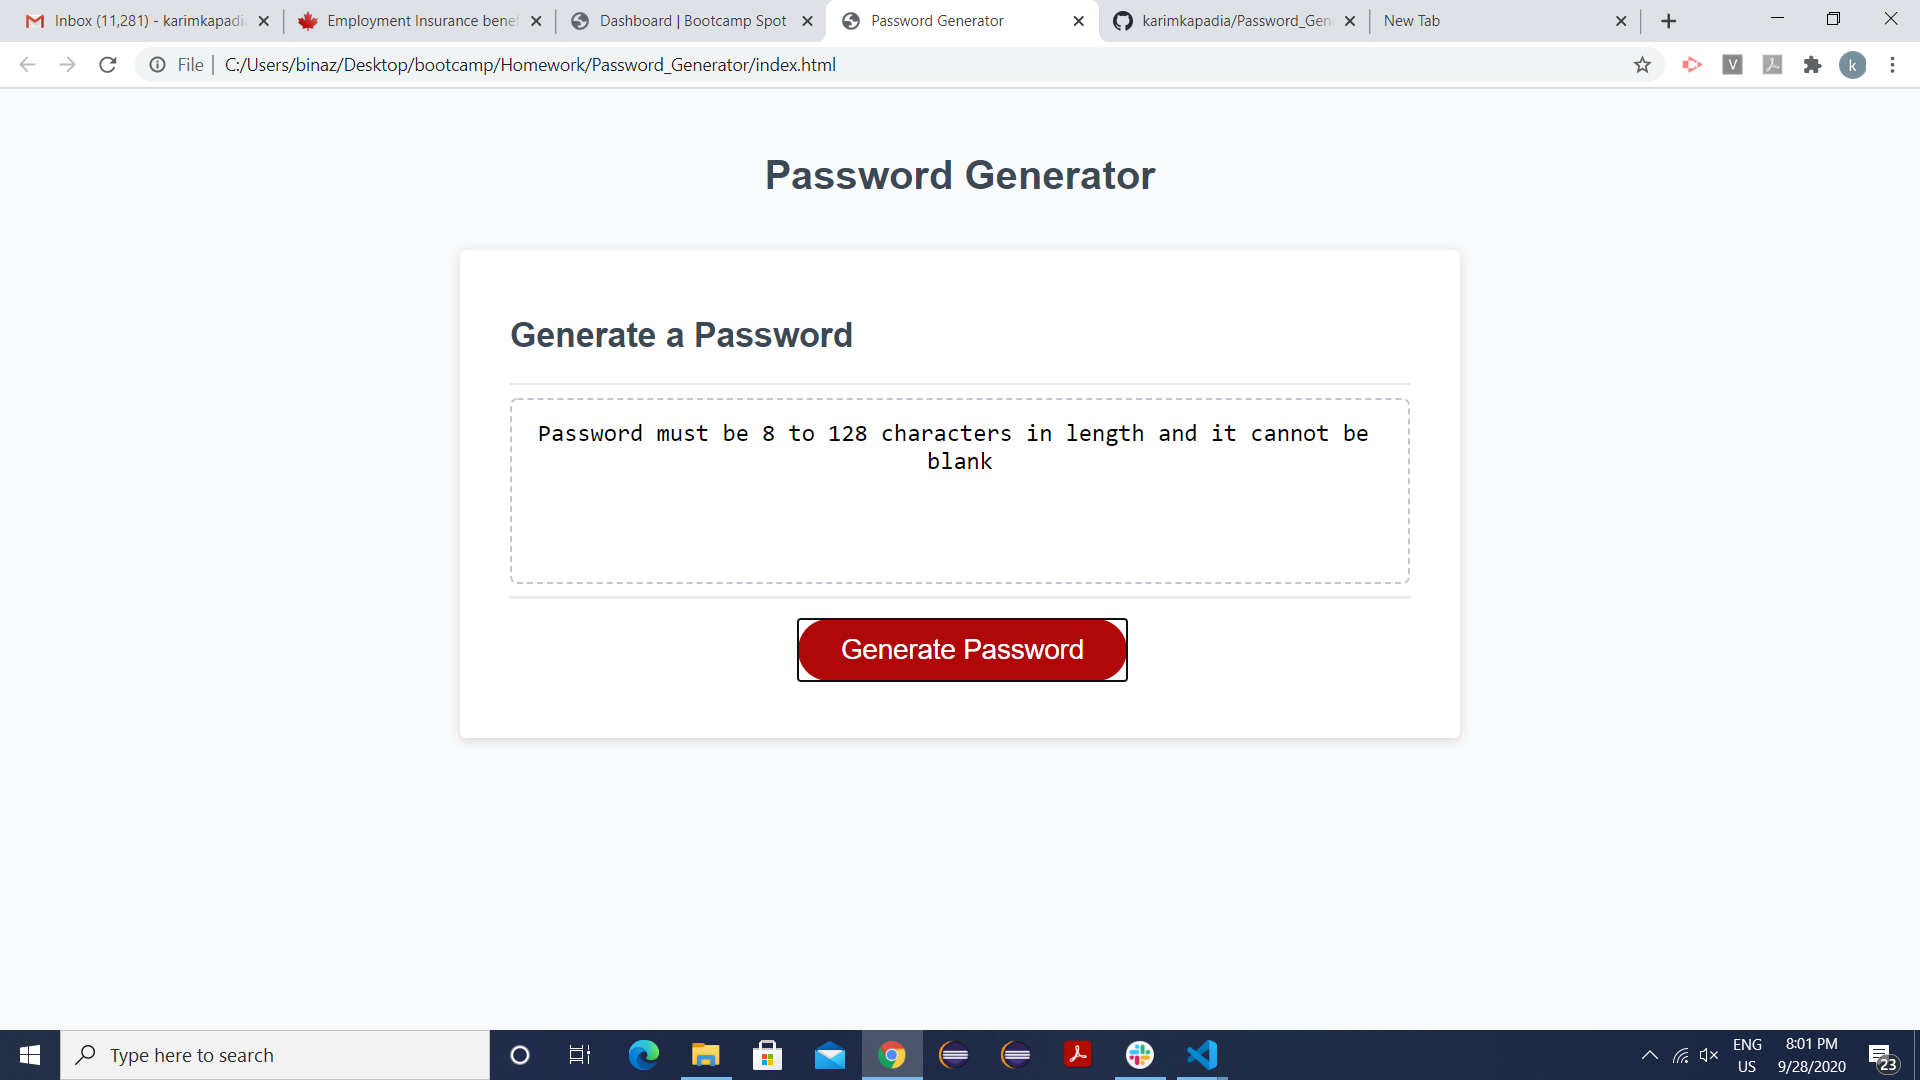 Inbox (11,281) - karimkapadi
Employment Insurance benef
Dashboard | Bootcamp Spot
Password Generator
karimkapadia/Password_Gen
New Tab
File
C:/Users/binaz/Desktop/bootcamp/Homework/Password_Generator/index.html
V
k
Password Generator
Generate a Password
Password must be 8 to 128 characters in length and it cannot be
blank
Generate Password
Type here to search
ENG
US
8:01 PM
9/28/2020
23